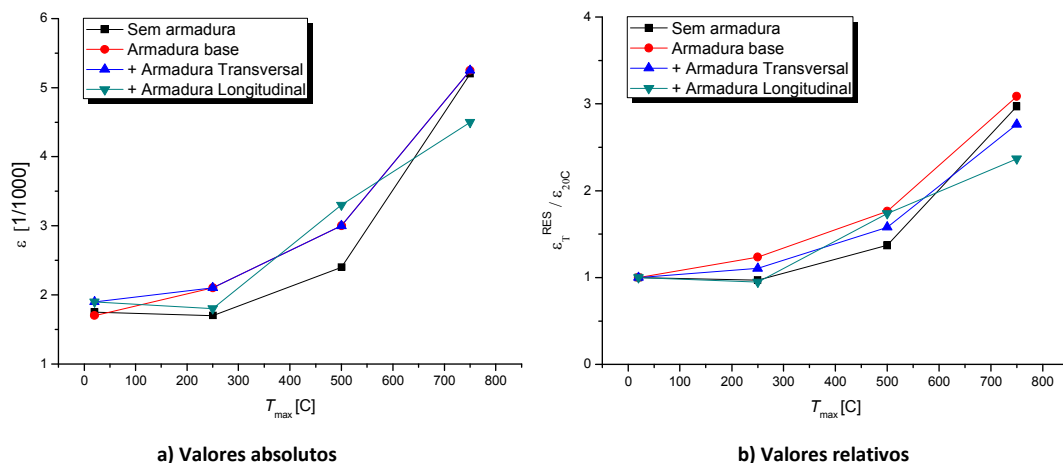 6
5
4
3
2
1
ε [1/1000]
Sem armadura
Armadura base
+ Armadura Transversal
+ Armadura Longitudinal
0 100 200 300 400 500 600 700 800
T max [C]
a) Valores absolutos
4
3
2
1
0
ε T RES / ε 20C
Sem armadura
Armadura base
+ Armadura Transversal
+ Armadura Longitudinal
0 100 200 300 400 500 600 700 800
T max [C]
b) Valores relativos